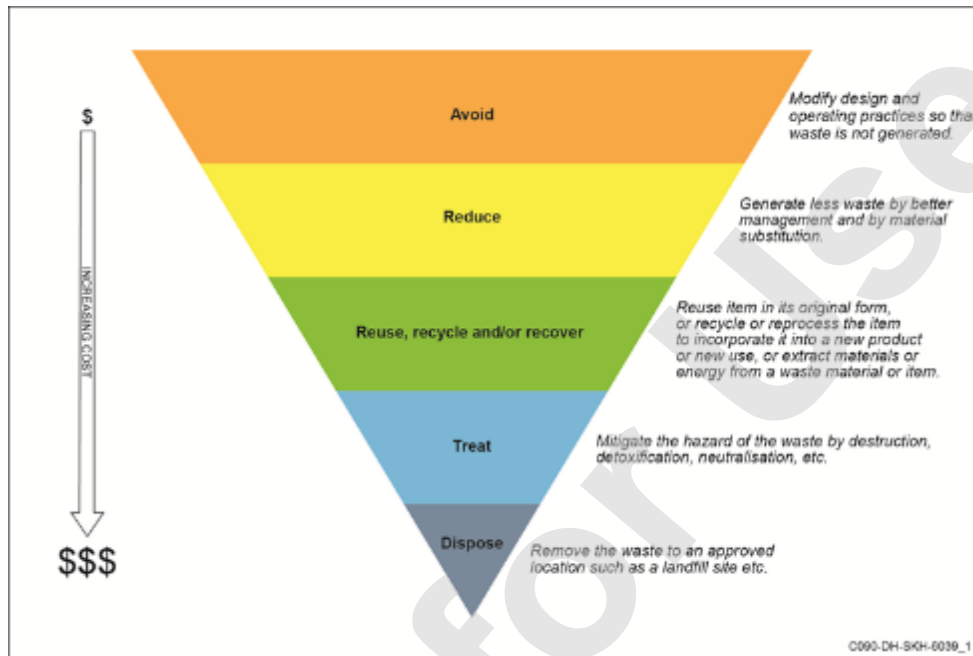 Avoid
Modify design and
operating practices so that
waste is not generated.
$
Reduce
Generate less waste by better
management and by material
substitution.
INCREASING COST
Reuse, recycle and/or recover
Reuse item in its original form,
or recycle or reprocess the item
to incorporate it into a new product
or new use, or extract materials or
energy from a waste material or item.
Treat
Mitigate the hazard of the waste by destruction,
detoxification, neutralisation, etc.
$$$
Dispose
Remove the waste to an approved
location such as a landfill site etc.
C090-DH-SKH-6039_1
for use